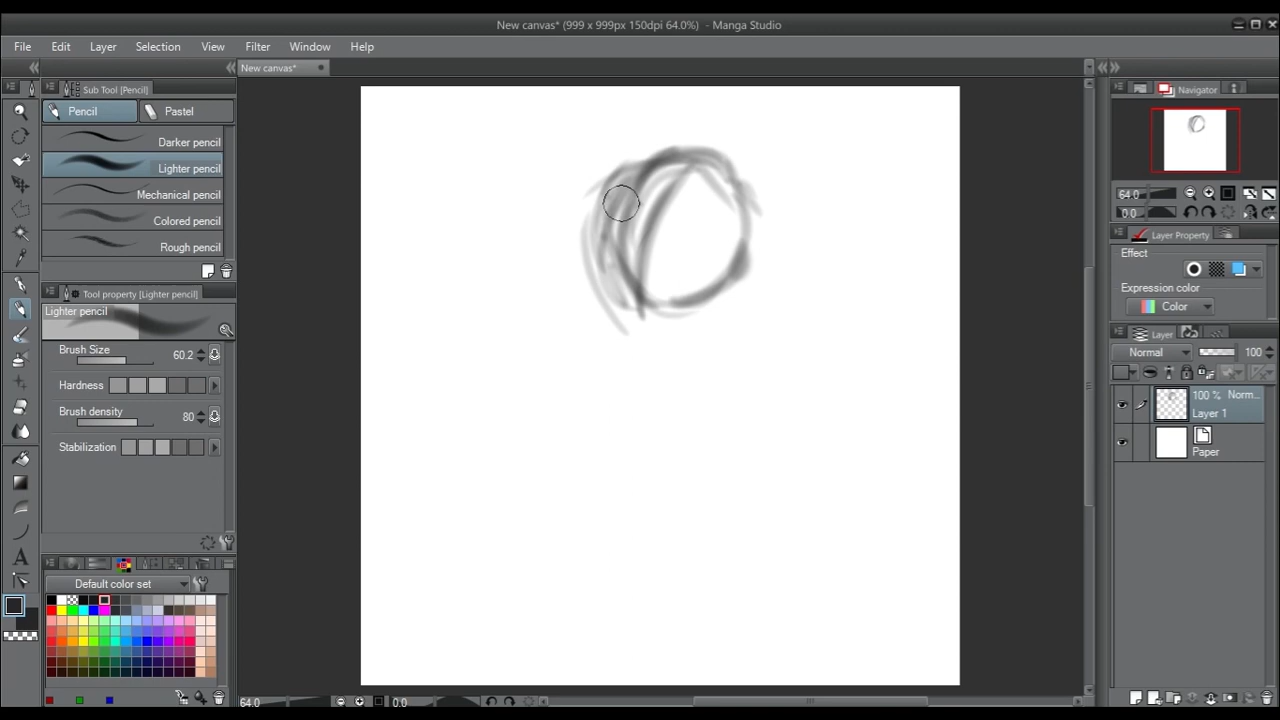 New canvas* (999 x 999px 150dpi 64.0%) - Manga Studio
File Edit Layer Selection View Filter Window Help
New canvas*
Sub Tool [Pencil]
Pencil Pastel
Darker pencil
Lighter pencil
Mechanical pencil
Colored pencil
Rough pencil
Tool property [Lighter pencil]
Lighter pencil
Brush Size 60.2
Hardness
Brush density 80
Stabilization
Default color set
64.0 0.0
Navigator
64.0
0.0
Layer Property
Effect
Expression color
Color
Layer
Normal 100
100 % Norm...
Layer 1
Paper